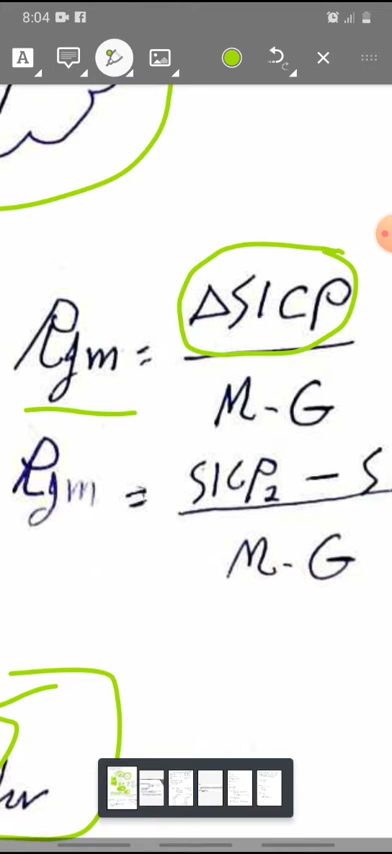 8:04
A
Rgm = ΔSICP
M - G
Rgm = SICP₂ - S
M - G